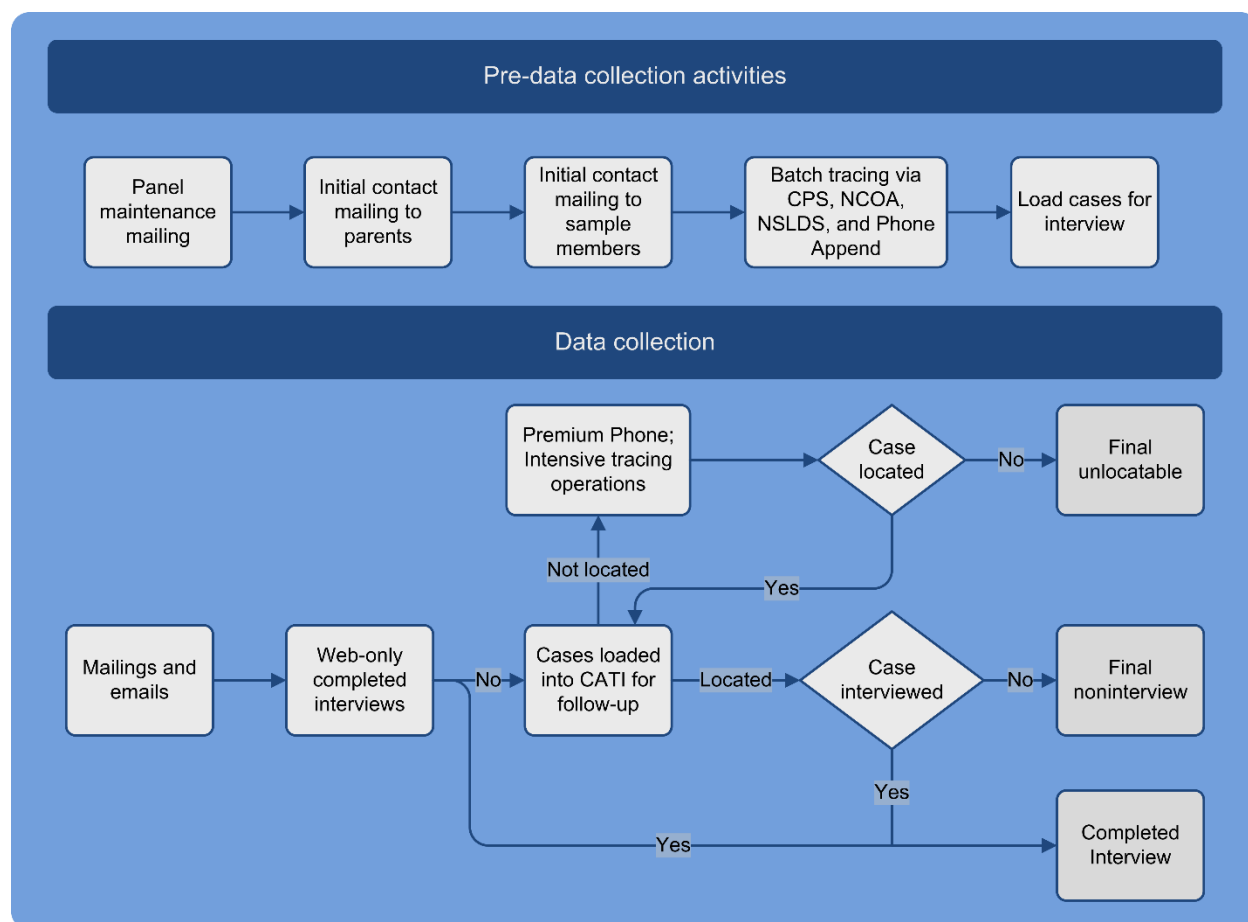 Pre-data collection activities
Panel
maintenance
mailing
Initial contact
mailing to
parents
Initial contact
mailing to
sample
members
Batch tracing via
CPS, NCOA,
NSLDS, and Phone
Append
Load cases for
interview
Data collection
Premium Phone;
Intensive tracing
operations
Case
located
No
Final
unlocatable
Not located
Yes
Mailings and
emails
Web-only
completed
interviews
No
Cases loaded
into CATI for
follow-up
Located
Case
interviewed
No
Final
noninterview
Yes
Yes
Completed
Interview